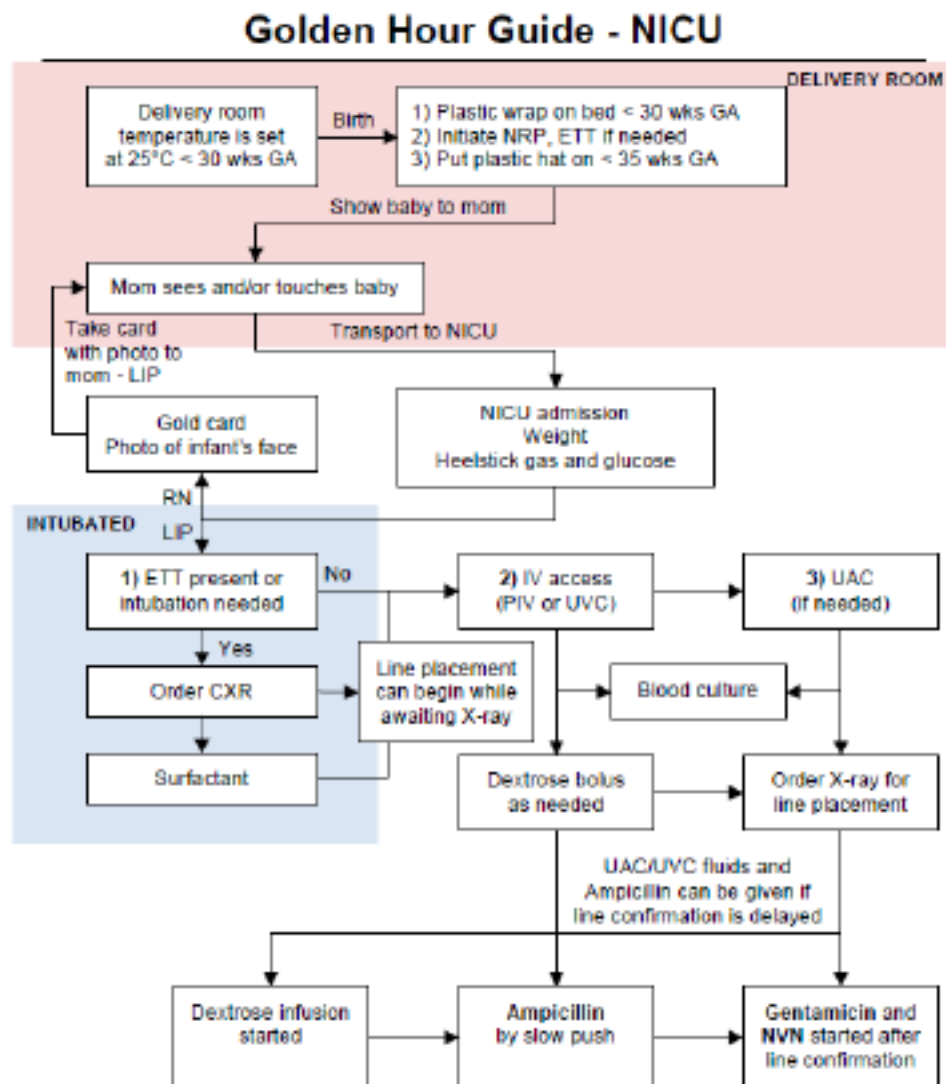 Golden Hour Guide - NICU
DELIVERY ROOM
Delivery room
temperature is set
at 25°C < 30 wks GA
Birth
1) Plastic wrap on bed < 30 wks GA
2) Initiate NRP, ETT if needed
3) Put plastic hat on < 35 wks GA
Show baby to mom
Mom sees and/or touches baby
Take card
with photo to
mom - LIP
Transport to NICU
Gold card
Photo of infant's face
NICU admission
Weight
Heelstick gas and glucose
RN
INTUBATED
LIP
1) ETT present or
intubation needed
No
2) IV access
(PIV or UVC)
3) UAC
(if needed)
Yes
Order CXR
Line placement
can begin while
awaiting X-ray
Blood culture
Surfactant
Dextrose bolus
as needed
Order X-ray for
line placement
UAC/UVC fluids and
Ampicillin can be given if
line confirmation is delayed
Dextrose infusion
started
Ampicillin
by slow push
Gentamicin and
NVN started after
line confirmation